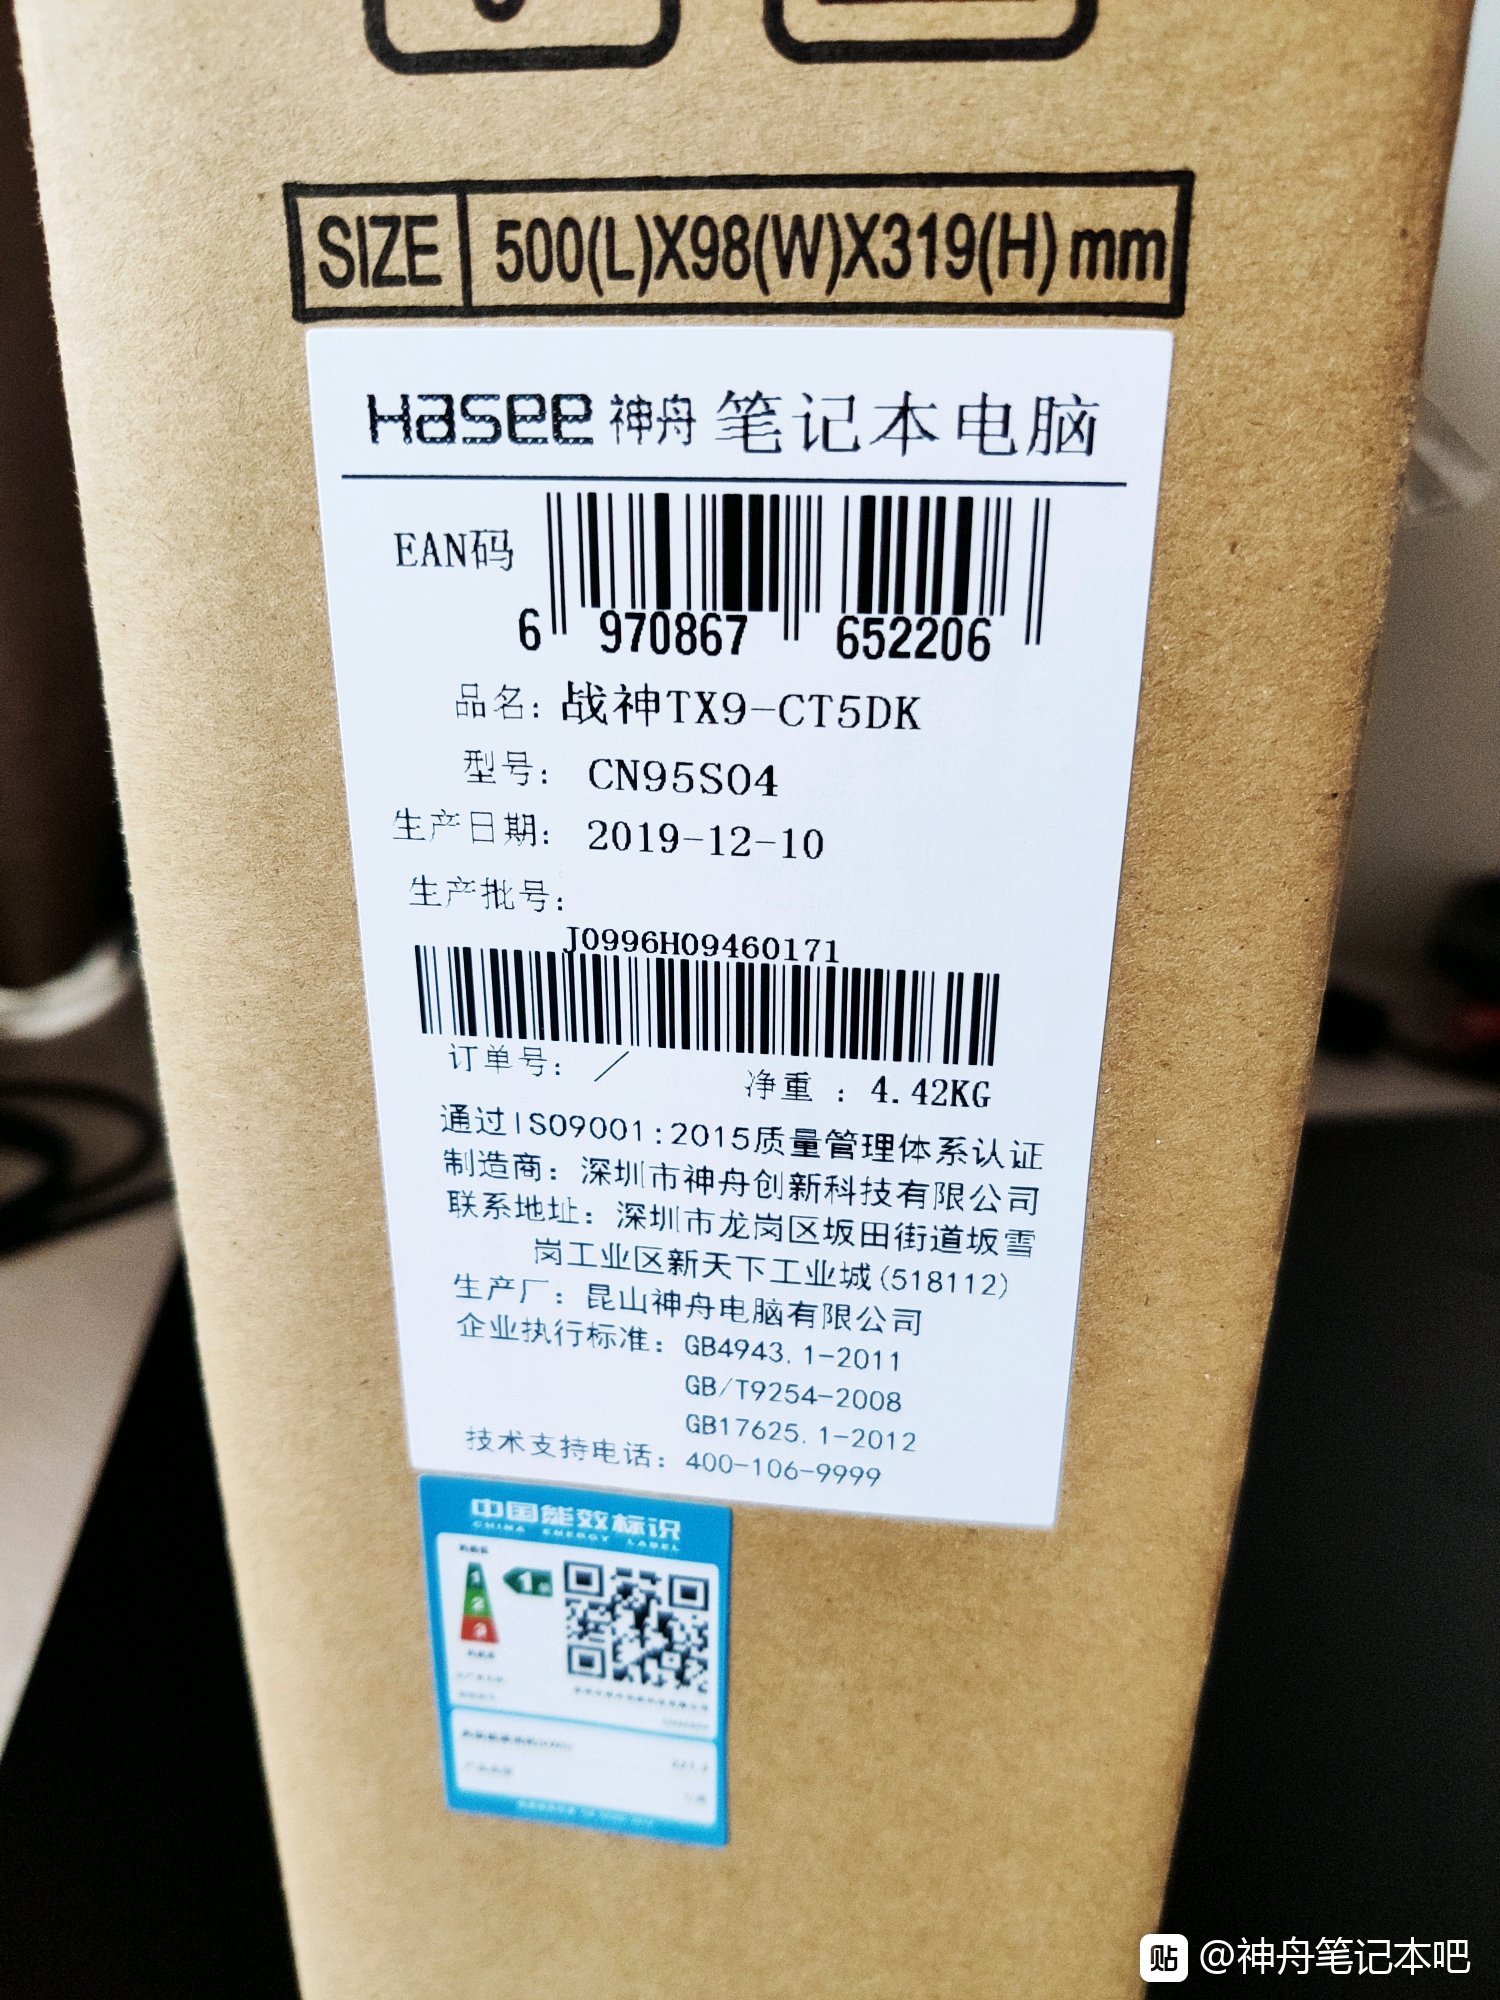 SIZE 500(L)X98(W)X319(H) mm
Hasee 神舟 笔记本电脑
EAN码
6 970867 652206
品名: 战神TX9-CT5DK
型号: CN95S04
生产日期: 2019-12-10
生产批号:
J0996H09460171
订单号: / 净重 : 4.42KG
通过ISO9001:2015质量管理体系认证
制造商: 深圳市神舟创新科技有限公司
联系地址: 深圳市龙岗区坂田街道坂雪
岗工业区新天下工业城(518112)
生产厂: 昆山神舟电脑有限公司
企业执行标准: GB4943.1-2011
GB/T9254-2008
GB17625.1-2012
技术支持电话: 400-106-9999
中国能效标识
CHINA ENERGY LABEL
1
1
2
3
贴 @神舟笔记本吧